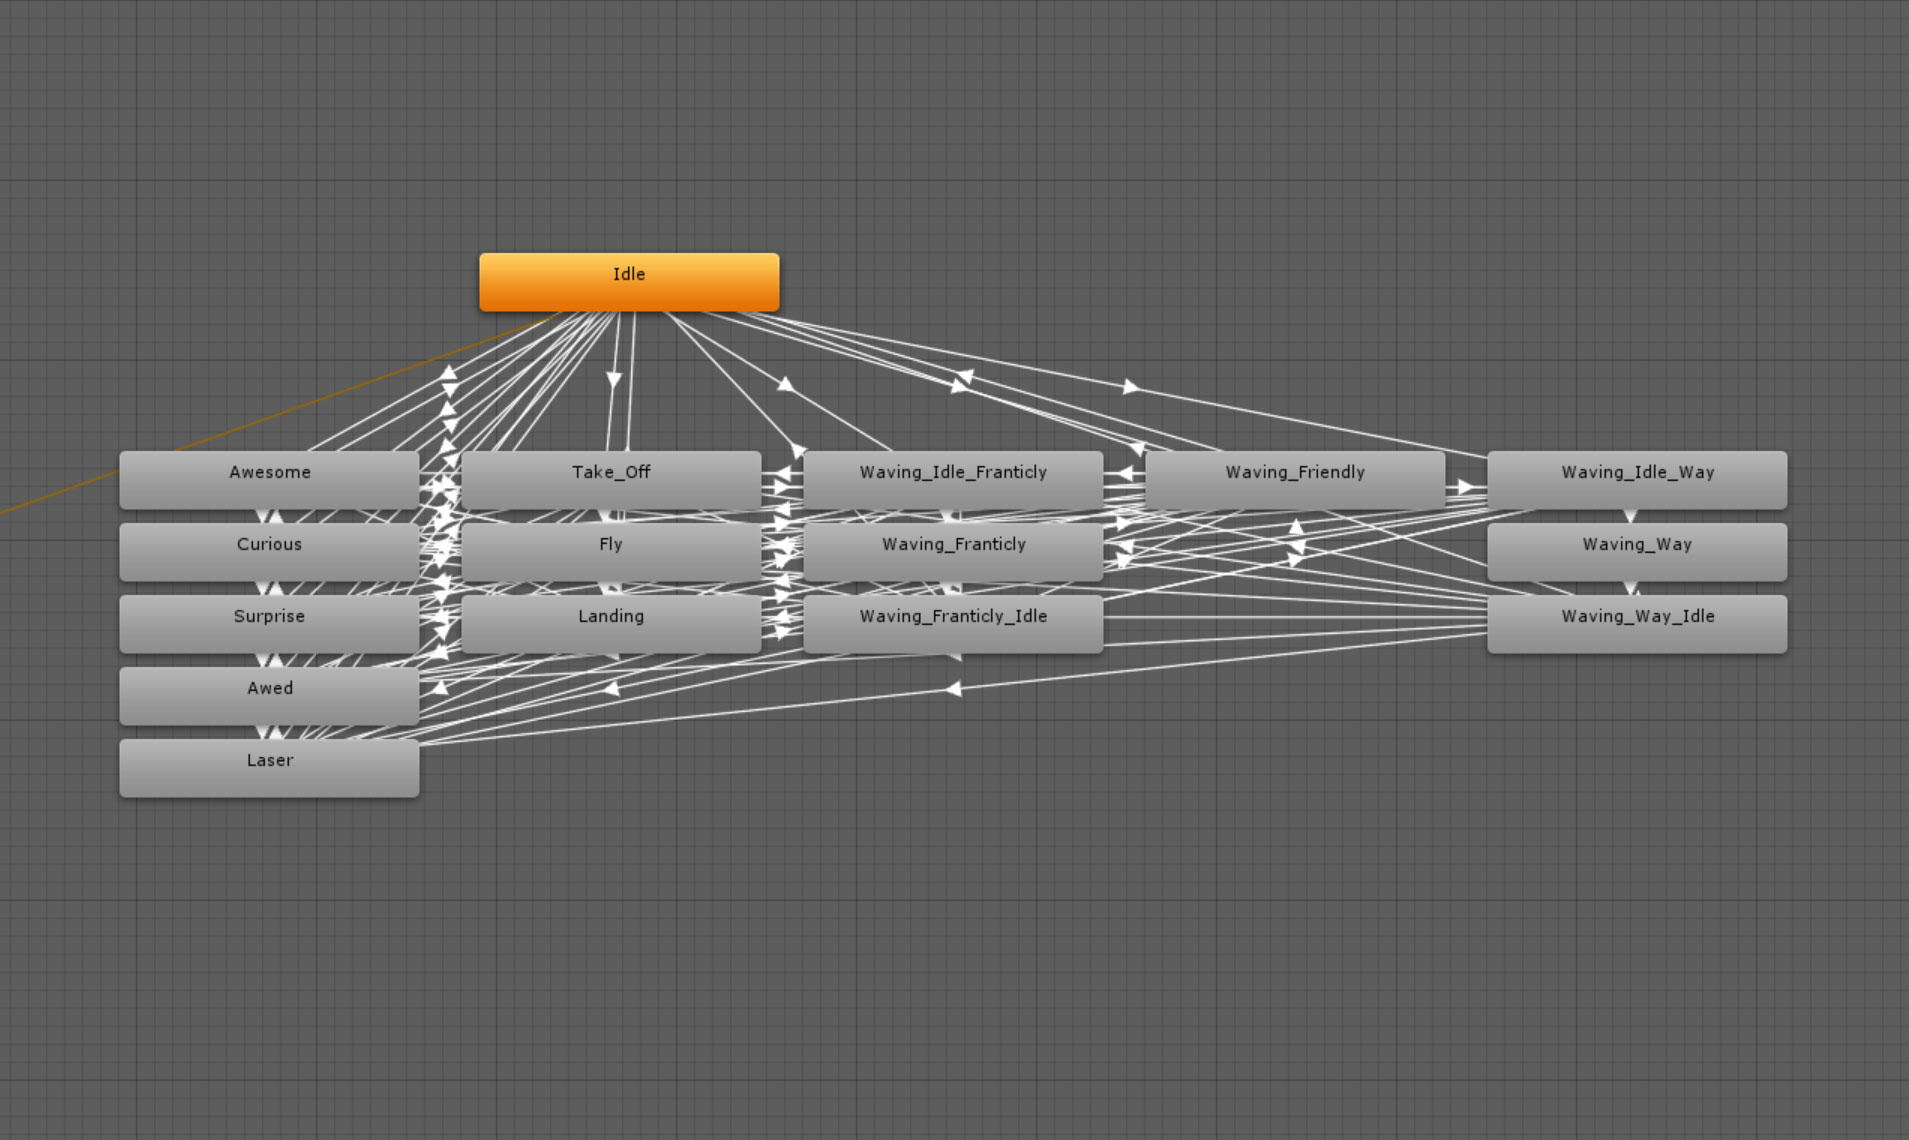 Idle
Awesome
Take_Off
Waving_Idle_Franticly
Waving_Friendly
Waving_Idle_Way
Curious
Fly
Waving_Franticly
Waving_Way
Surprise
Landing
Waving_Franticly_Idle
Waving_Way_Idle
Awed
Laser